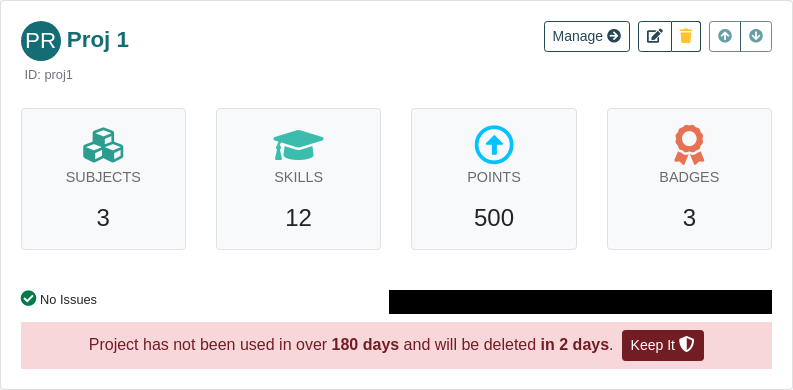 PR Proj 1 Manage
ID: proj1
SUBJECTS SKILLS POINTS BADGES
3 12 500 3
No Issues
Project has not been used in over 180 days and will be deleted in 2 days. Keep It